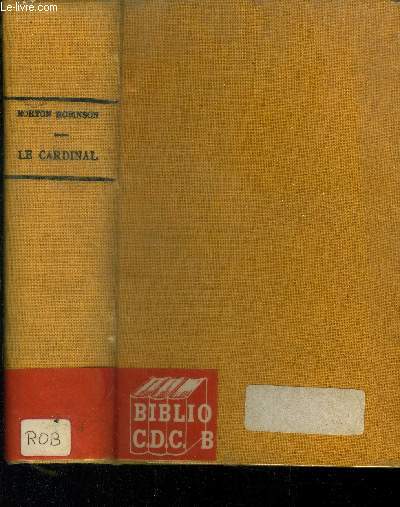 Le-livre.com
MORTON ROBINSON
LE CARDINAL
BIBLIO
C.D.C. B
ROB